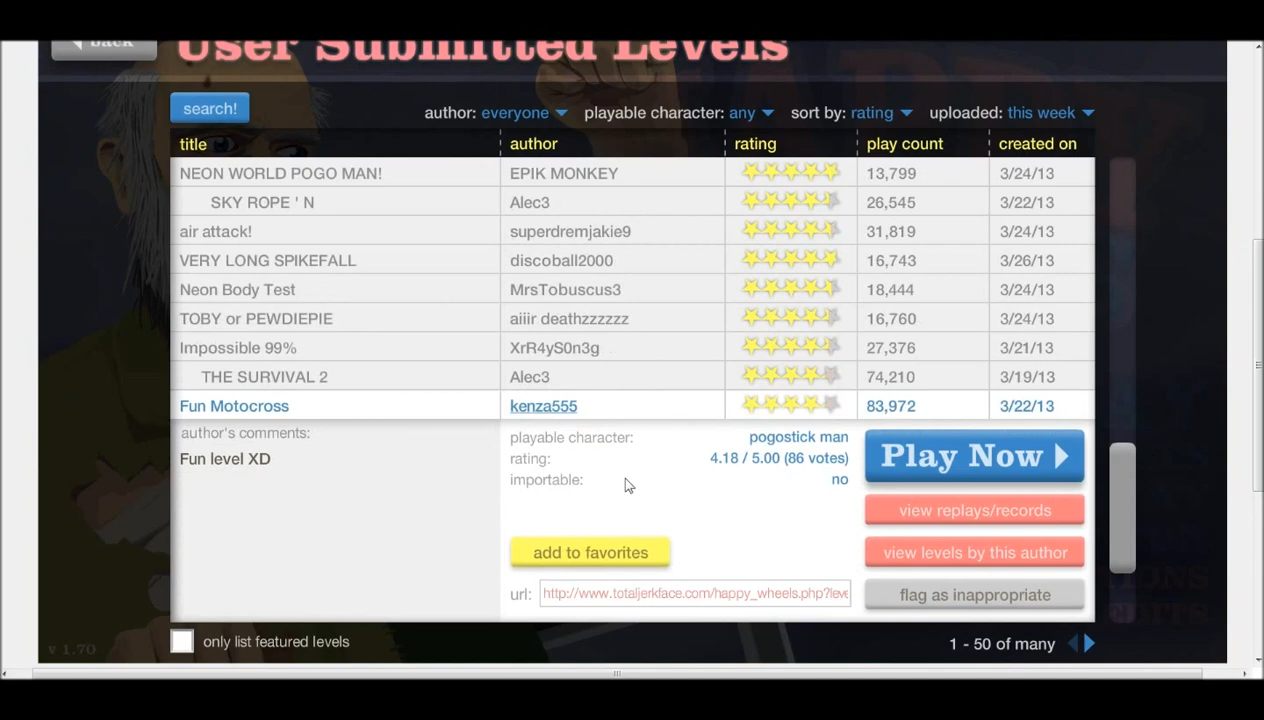 back
User Submitted Levels
search!
author: everyone playable character: any sort by: rating uploaded: this week
title author rating play count created on
NEON WORLD POGO MAN! EPIK MONKEY 13,799 3/24/13
SKY ROPE ' N Alec3 26,545 3/22/13
air attack! superdremjakie9 31,819 3/24/13
VERY LONG SPIKEFALL discoball2000 16,743 3/26/13
Neon Body Test MrsTobuscus3 18,444 3/24/13
TOBY or PEWDIEPIE aiiir deathzzzzzz 16,760 3/24/13
Impossible 99% XrR4yS0n3g 27,376 3/21/13
THE SURVIVAL 2 Alec3 74,210 3/19/13
Fun Motocross kenza555 83,972 3/22/13
author's comments:
Fun level XD
playable character: pogostick man
rating: 4.18 / 5.00 (86 votes)
importable: no
Play Now
view replays/records
add to favorites
view levels by this author
url: http://www.totaljerkface.com/happy_wheels.php?leve
flag as inappropriate
only list featured levels
1 - 50 of many
v 1.70